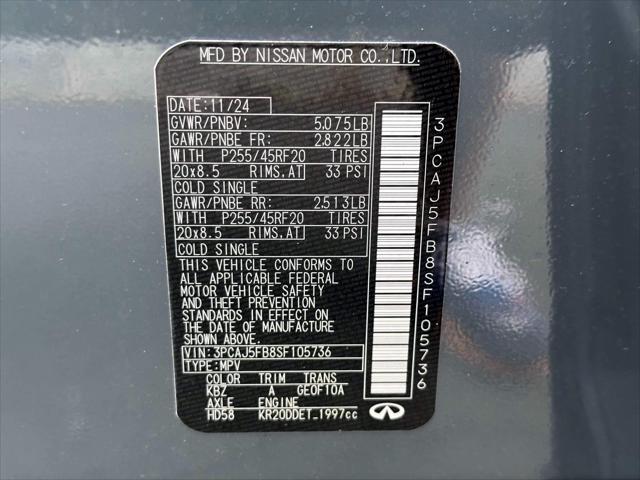 MFD BY NISSAN MOTOR CO.,LTD.
DATE: 11/24
GVWR/PNBV: 5,075LB
GAWR/PNBE FR: 2,822LB
WITH P255/45RF20 TIRES
20x8.5 RIMS,AT 33 PSI
COLD SINGLE
GAWR/PNBE RR: 2,513LB
WITH P255/45RF20 TIRES
20x8.5 RIMS,AT 33 PSI
COLD SINGLE
THIS VEHICLE CONFORMS TO
ALL APPLICABLE FEDERAL
MOTOR VEHICLE SAFETY
AND THEFT PREVENTION
STANDARDS IN EFFECT ON
THE DATE OF MANUFACTURE
SHOWN ABOVE.
VIN: 3PCAJ5FB8SF105736
TYPE: MPV
COLOR TRIM TRANS
KBZ A GE0F10A
AXLE ENGINE
HD58 KR20DDET 1997cc
3PCAJ5FB8SF105736